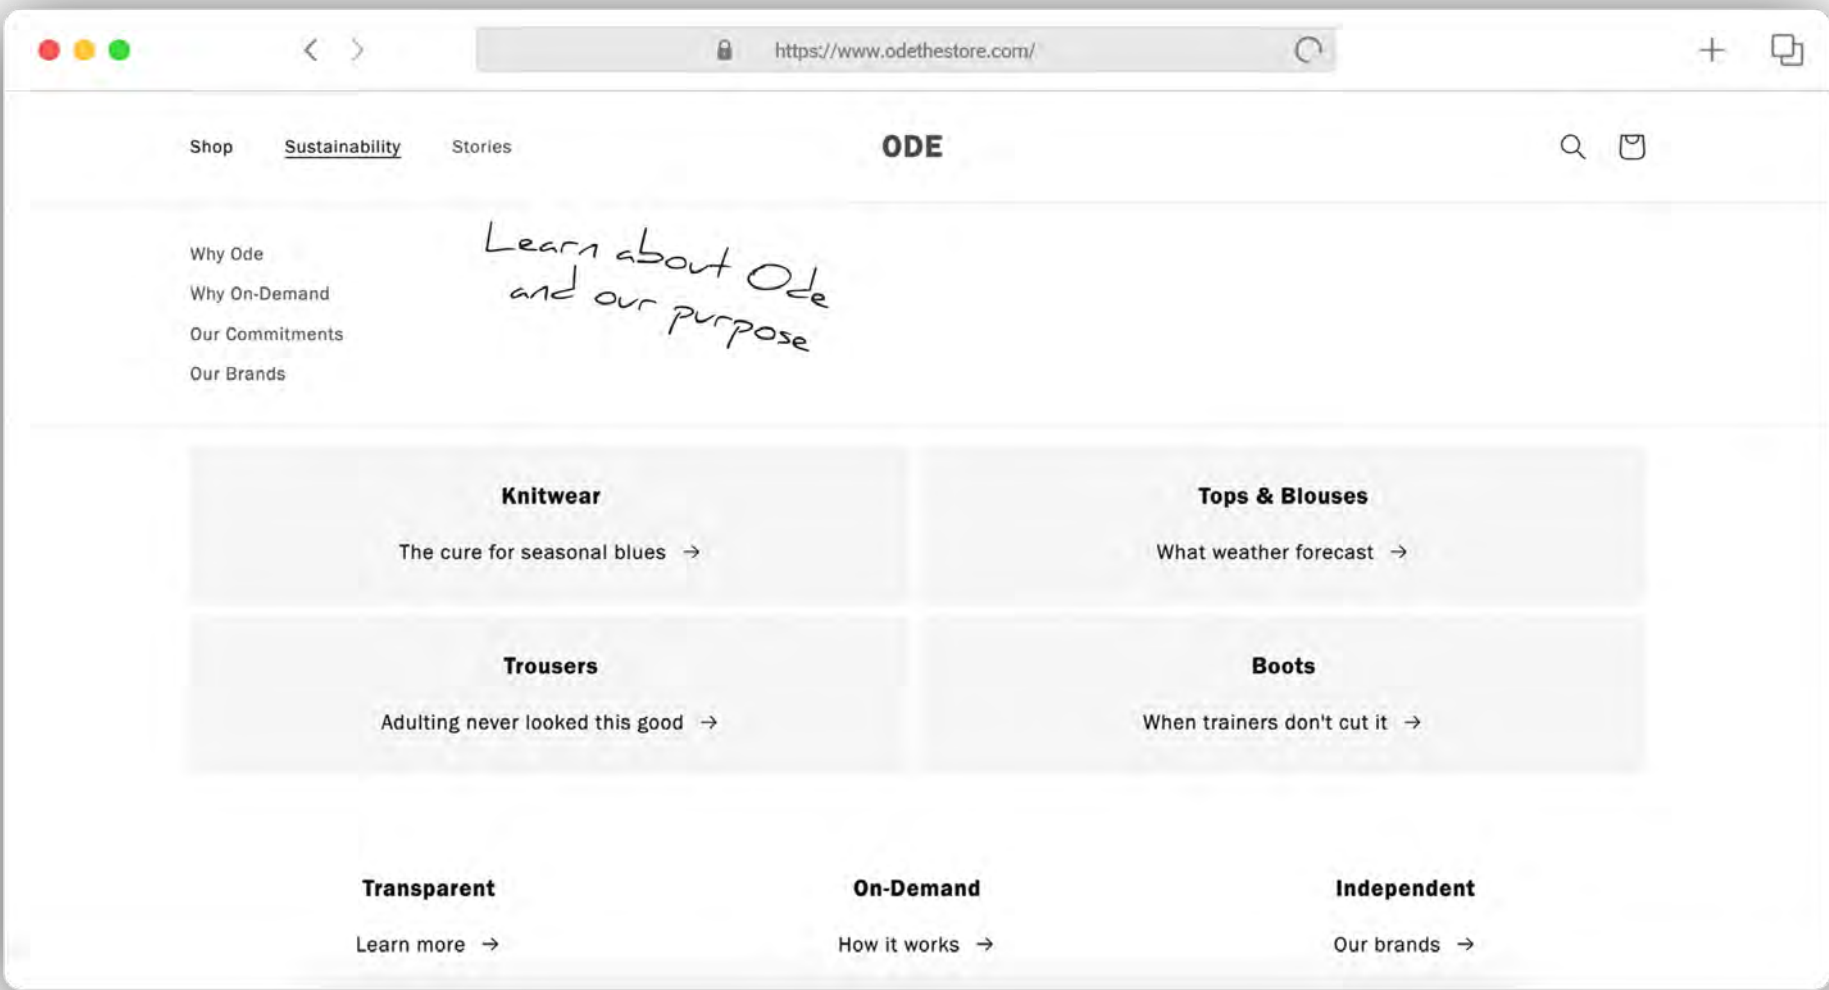 https://www.odethestore.com/
Shop Sustainability Stories ODE
Why Ode
Why On-Demand
Our Commitments
Our Brands
Learn about Ode
and our purpose
Knitwear
The cure for seasonal blues →
Tops & Blouses
What weather forecast →
Trousers
Adulting never looked this good →
Boots
When trainers don't cut it →
Transparent
Learn more →
On-Demand
How it works →
Independent
Our brands →